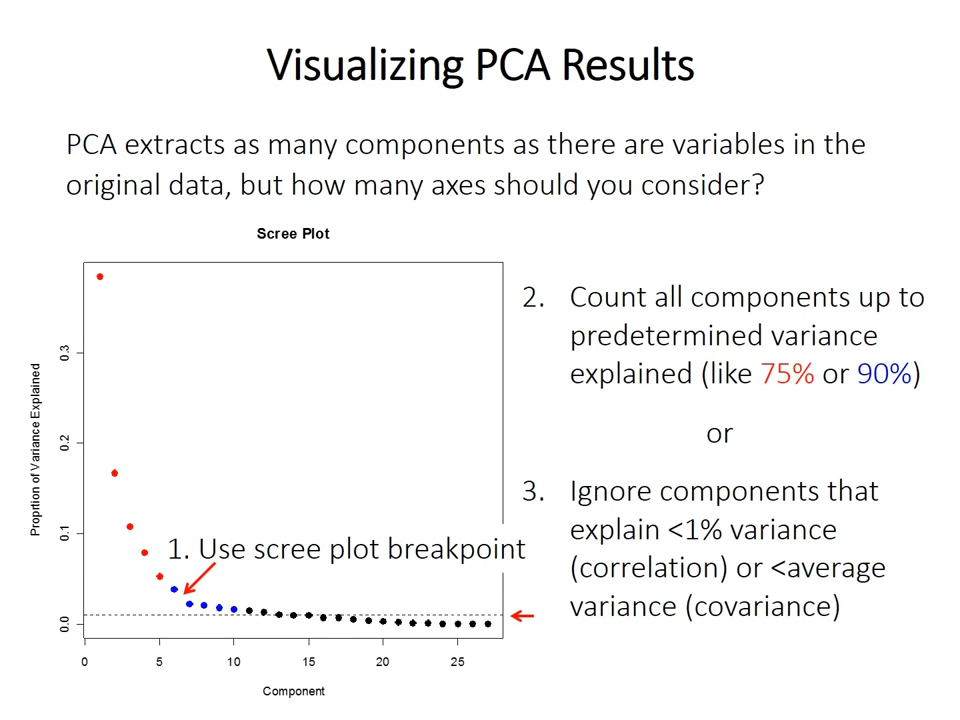 Visualizing PCA Results
PCA extracts as many components as there are variables in the
original data, but how many axes should you consider?
Scree Plot
Proprtion of Variance Explained
0.3
0.2
0.1
0.0
0 5 10 15 20 25
Component
1. Use scree plot breakpoint
2. Count all components up to
predetermined variance
explained (like 75% or 90%)
or
3. Ignore components that
explain <1% variance
(correlation) or <average
variance (covariance)